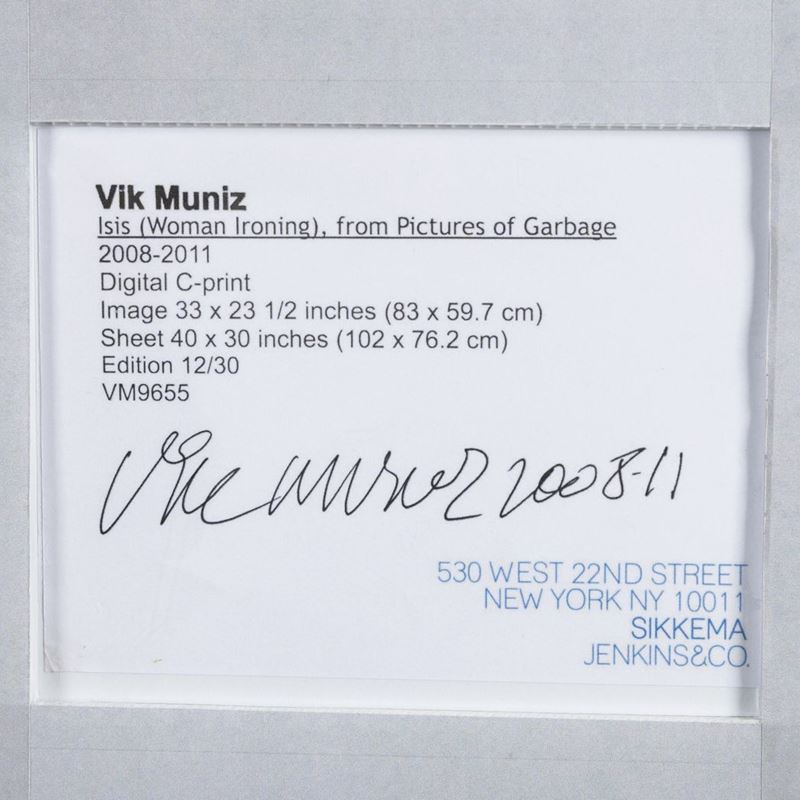 Vik Muniz
Isis (Woman Ironing), from Pictures of Garbage
2008-2011
Digital C-print
Image 33 x 23 1/2 inches (83 x 59.7 cm)
Sheet 40 x 30 inches (102 x 76.2 cm)
Edition 12/30
VM9655
Vik Muniz 2008-11
530 WEST 22ND STREET
NEW YORK NY 10011
SIKKEMA
JENKINS&CO.